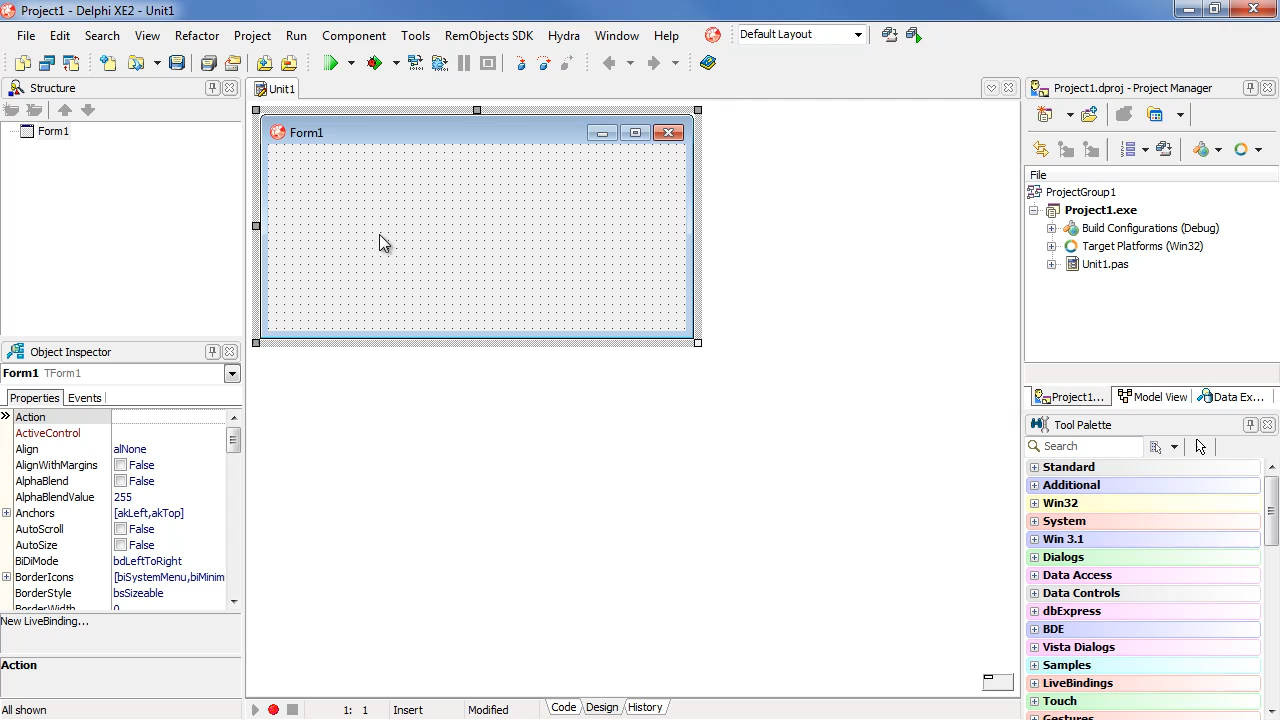 Project1 - Delphi XE2 - Unit1
File Edit Search View Refactor Project Run Component Tools RemObjects SDK Hydra Window Help Default Layout
Structure
Form1
Object Inspector
Form1 TForm1
Properties Events
Action
ActiveControl
Align alNone
AlignWithMargins False
AlphaBlend False
AlphaBlendValue 255
Anchors [akLeft,akTop]
AutoScroll False
AutoSize False
BiDiMode bdLeftToRight
BorderIcons [biSystemMenu,biMinim
BorderStyle bsSizeable
BorderWidth 0
New LiveBinding...
Action
All shown
Unit1
Form1
1: 1 Insert Modified Code Design History
Project1.dproj - Project Manager
File
ProjectGroup1
Project1.exe
Build Configurations (Debug)
Target Platforms (Win32)
Unit1.pas
Project1... Model View Data Ex...
Tool Palette
Search
Standard
Additional
Win32
System
Win 3.1
Dialogs
Data Access
Data Controls
dbExpress
BDE
Vista Dialogs
Samples
LiveBindings
Touch
Gestures